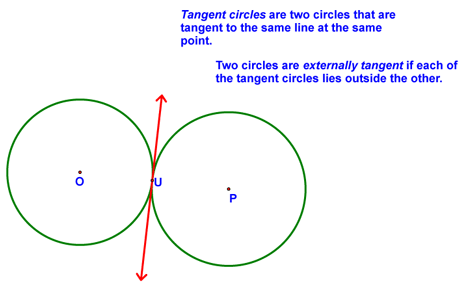 Tangent circles are two circles that are
tangent to the same line at the same
point.
Two circles are externally tangent if each of
the tangent circles lies outside the other.
O
U
P